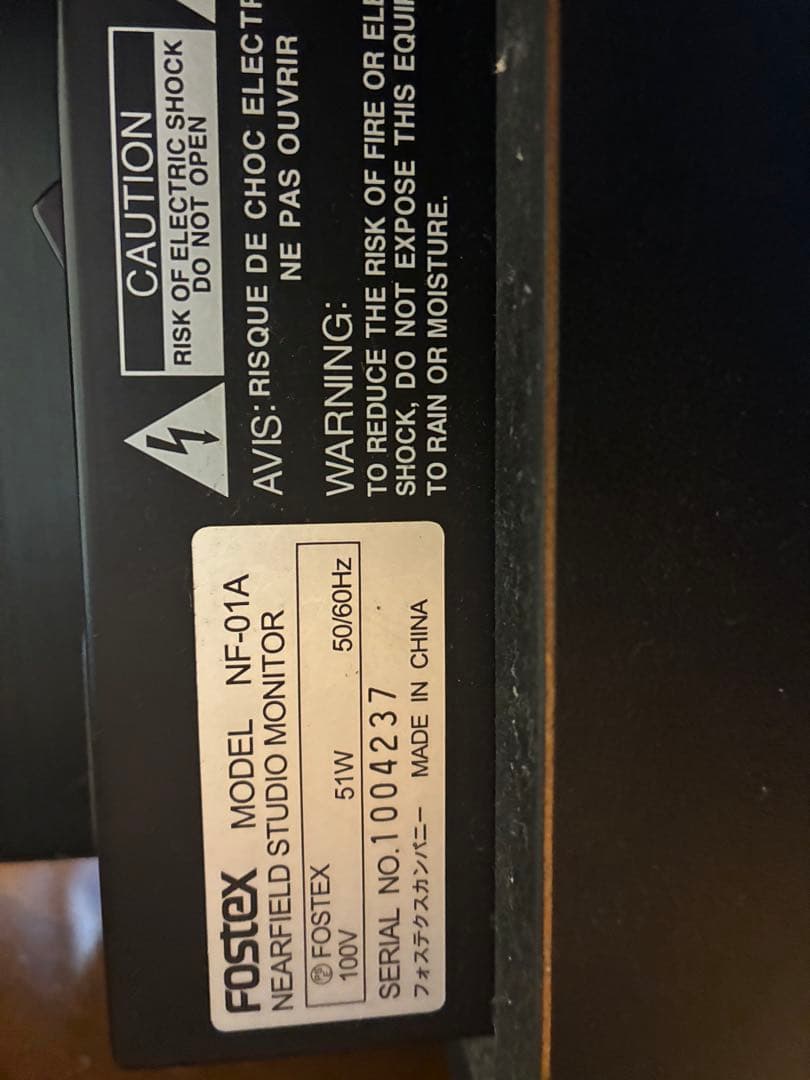 CAUTION
RISK OF ELECTRIC SHOCK
DO NOT OPEN
AVIS: RISQUE DE CHOC
NE PAS OUVRIR
WARNING:
TO REDUCE THE RISK OF FIRE OR
SHOCK, DO NOT EXPOSE THIS
TO RAIN OR MOISTURE.
FOSTEX MODEL NF-01A
NEARFIELD STUDIO MONITOR
PSE FOSTEX
100V 51W 50/60Hz
SERIAL NO.1004237
フォステクスカンパニー MADE IN CHINA